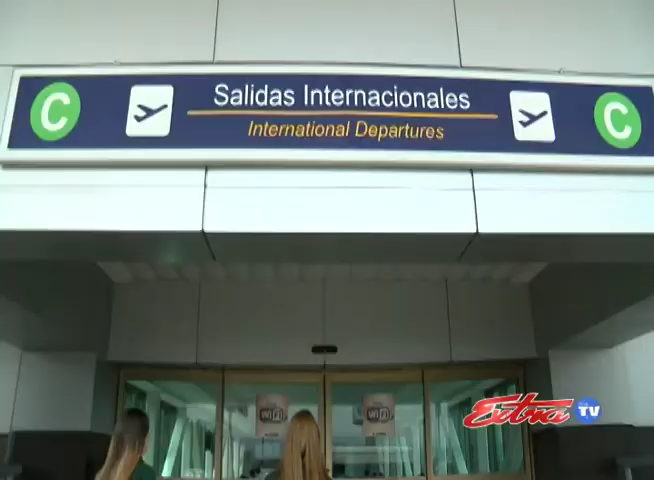 C Salidas Internacionales C
International Departures
WiFi WiFi
Extra TV